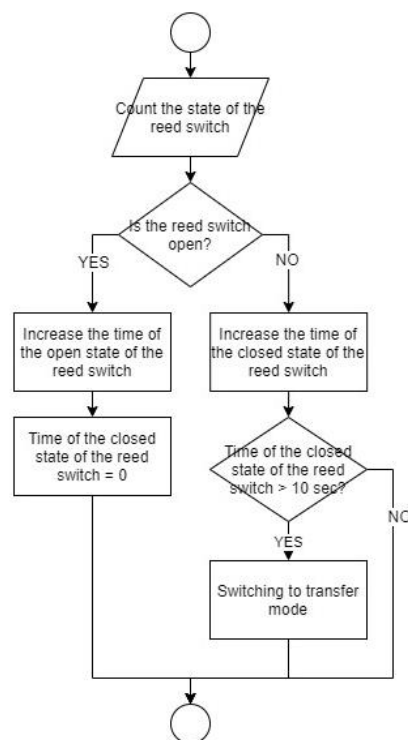 Count the state of the
reed switch
Is the reed switch
open?
YES
NO
Increase the time of
the open state of the
reed switch
Increase the time of
the closed state of the
reed switch
Time of the closed
state of the reed
switch = 0
Time of the closed
state of the reed
switch > 10 sec?
NO
YES
Switching to transfer
mode